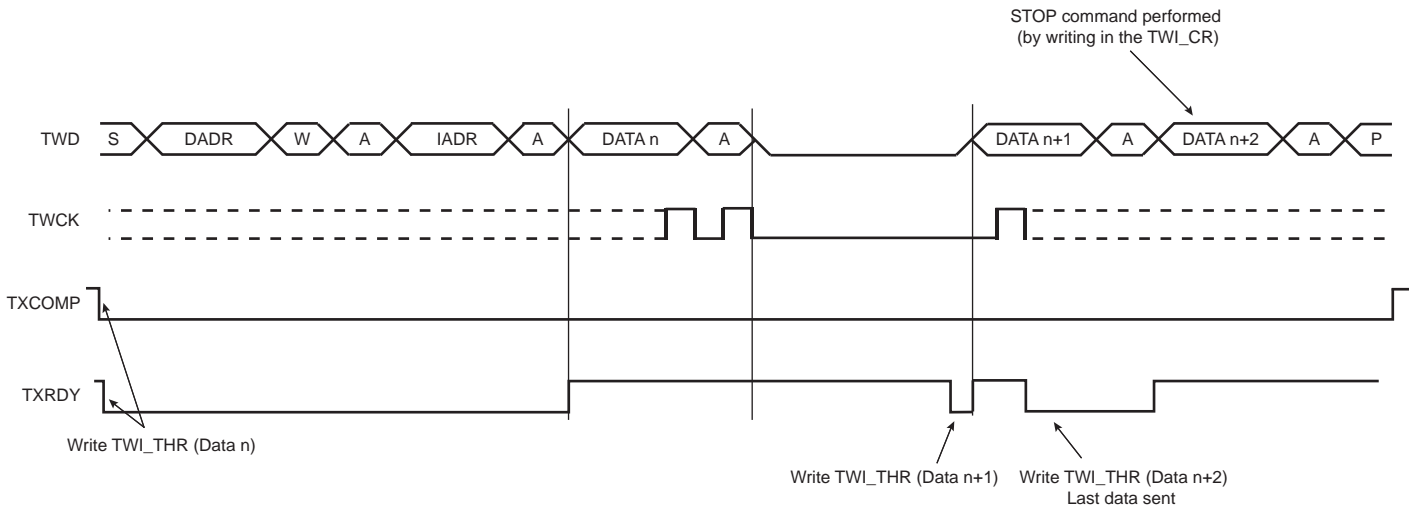 STOP command performed
(by writing in the TWI_CR)
TWD S DADR W A IADR A DATA n A DATA n+1 A DATA n+2 A P
TWCK
TXCOMP
TXRDY
Write TWI_THR (Data n)
Write TWI_THR (Data n+1) Write TWI_THR (Data n+2)
Last data sent